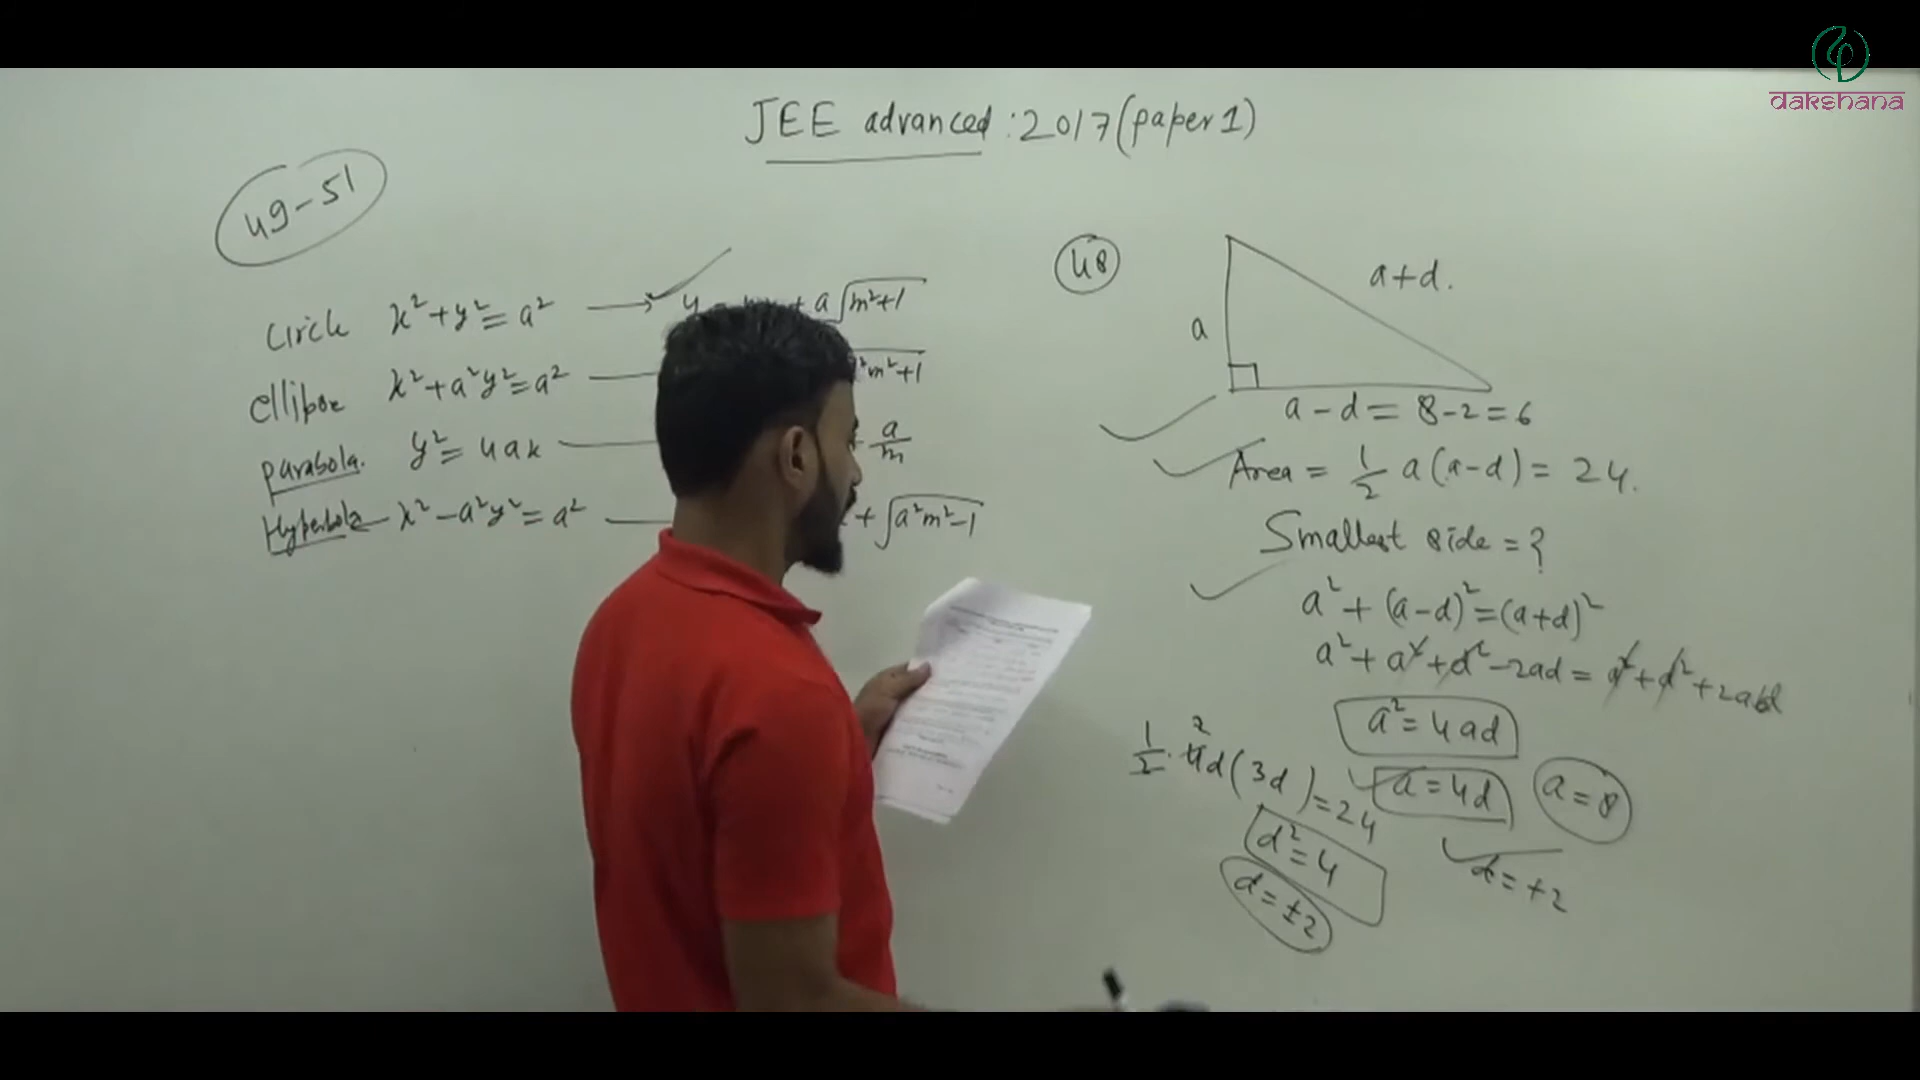 dakshana
JEE advanced : 2017 (paper 1)
49-51
circle x² + y² = a² → y = + a√(m²+1)
ellipse x² + a²y² = a² ²m²+1
parabola. y² = 4ax a/m
Hyperbola x² - a²y² = a² + √(a²m²-1)
48
a+d.
a
a-d = 8-2 = 6
Area = 1/2 a(a-d) = 24.
Smallest side = ?
a² + (a-d)² = (a+d)²
a² + a² + d² - 2ad = a² + d² + 2ad
a² = 4ad
1/2 · 4d (3d) = 24
2
a = 4d
a = 8
d² = 4
d = ±2
d = +2